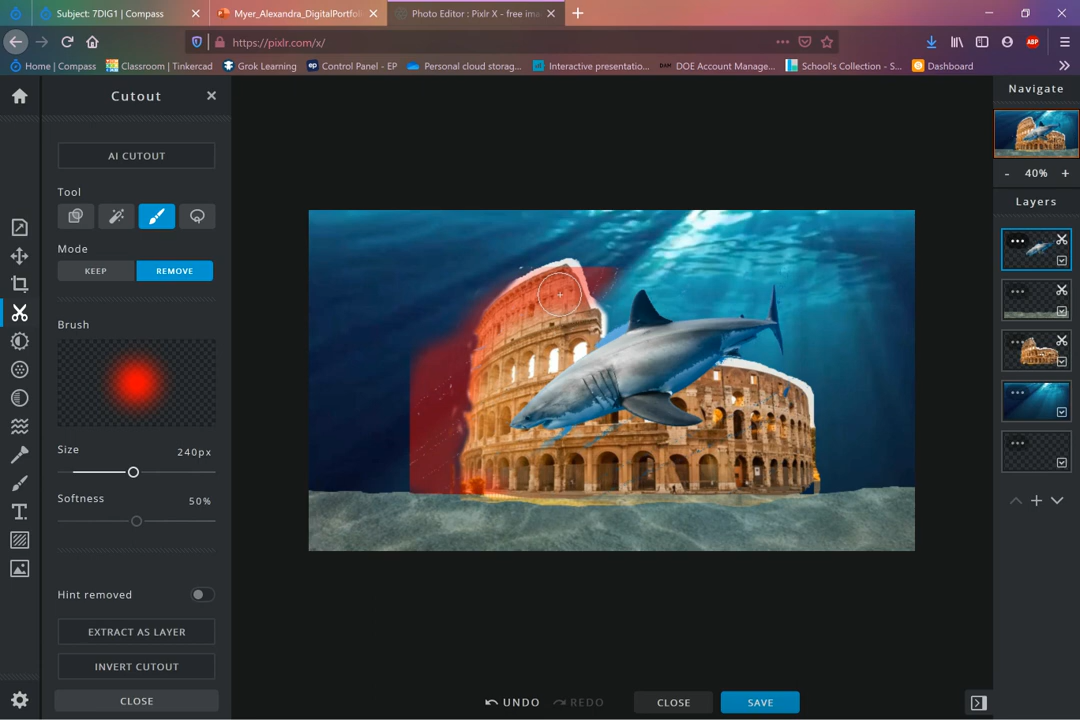 Subject: 7DIG1 | Compass
Myer_Alexandra_DigitalPortfoli
Photo Editor : Pixlr X - free ima
https://pixlr.com/x/
ABP
Home | Compass
Classroom | Tinkercad
Grok Learning
ep
Control Panel - EP
Personal cloud storag...
Interactive presentatio...
DOE Account Manage...
School's Collection - S...
Dashboard
Cutout
Navigate
AI CUTOUT
Tool
- 40% +
Mode
KEEP
REMOVE
Layers
Brush
Size
240px
Softness
50%
Hint removed
EXTRACT AS LAYER
INVERT CUTOUT
CLOSE
UNDO
REDO
CLOSE
SAVE